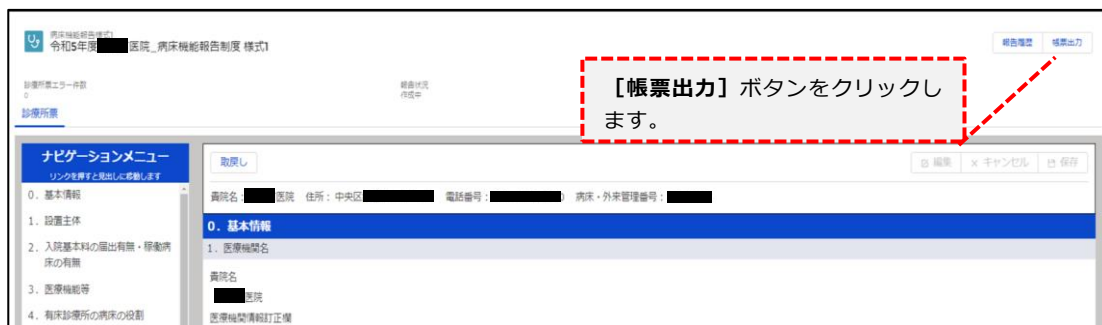 病床機能報告様式1
令和5年度 医院_病床機能報告制度 様式1
報告履歴 帳票出力
診療所票エラー件数
0
報告状況
作成中
診療所票
［帳票出力］ボタンをクリックし
ます。
ナビゲーションメニュー
リンクを押すと見出しに移動します
0．基本情報
1．設置主体
2．入院基本料の届出有無・稼働病
床の有無
3．医療機能等
4．有床診療所の病床の役割
取戻し
編集 × キャンセル 保存
貴院名： 医院 住所：中央区 電話番号： ) 病床・外来管理番号：
0．基本情報
1．医療機関名
貴院名
医院
医療機関情報訂正欄